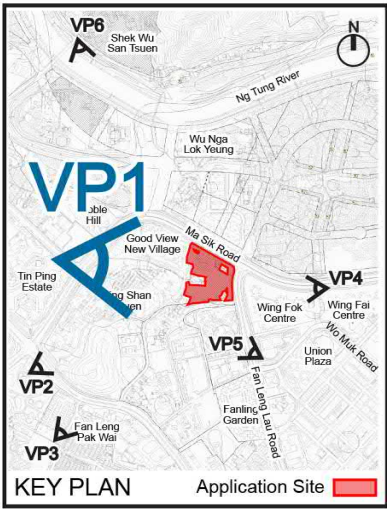 VP6
Shek Wu
San Tsuen
N
Ng Tung River
Wu Nga
Lok Yeung
VP1
Hill
Good View
New Village
Ma Sik Road
Tin Ping
Estate
Shan
VP4
Wing Fok
Centre
Wing Fai
Centre
Wo Muk Road
VP5
Union
Plaza
VP2
Fan Leng Lau Road
Fanling
Garden
Fan Leng
Pak Wai
VP3
KEY PLAN
Application Site